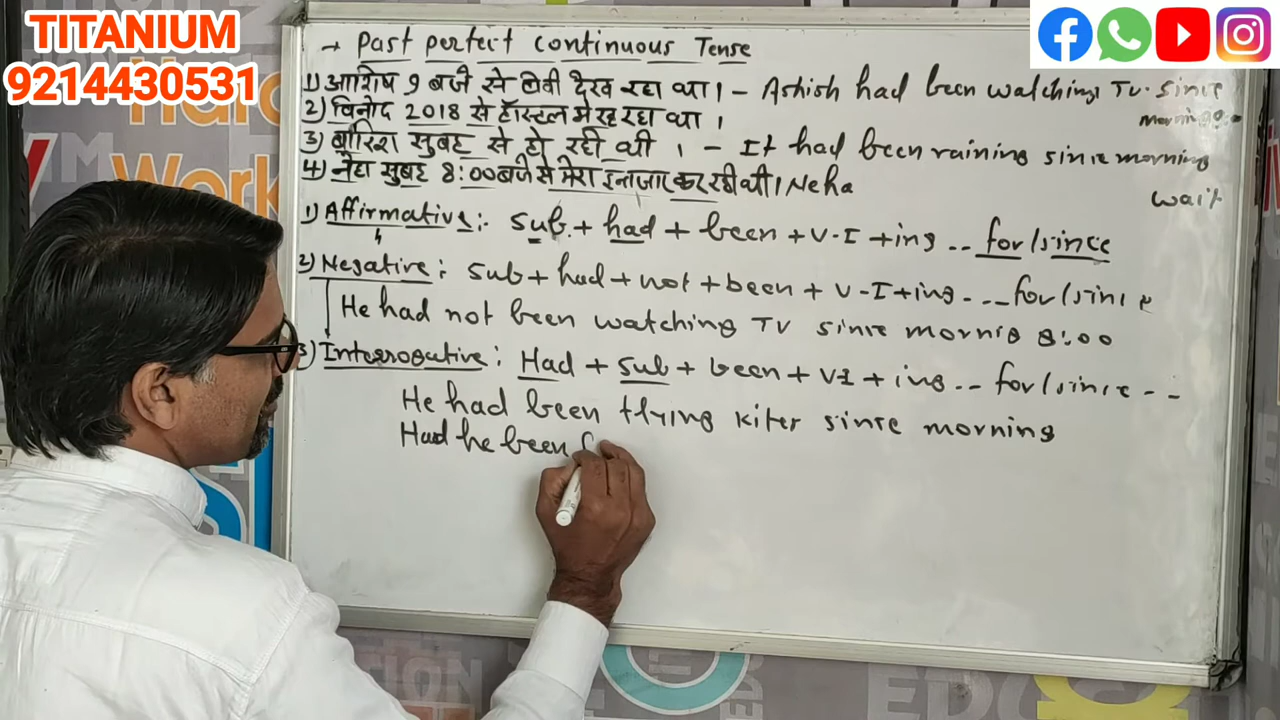 TITANIUM
9214430531
→ Past perfect continuous Tense
1) आशिष 9 बजे से टीवी देख रहा था। - Ashish had been watching TV. since
morning 9.
2) विनोद 2018 से हॉस्टल मे रह रहा था।
3) बारिश सुबह से हो रही थी। - It had been raining since morning
4) नेहा सुबह 8:00 बजे से मेरा इन्तजार कर रही थी। Neha
wait
1) Affirmative:- Sub. + had + been + V-I + ing .. for/since
2) Negative: Sub + had + not + been + V-I + ing ... for/since
He had not been watching TV since mornig 8:00
3) Interrogative: Had + Sub + been + VI + ing .. for/since - -
He had been flying kites since morning
Had he been f